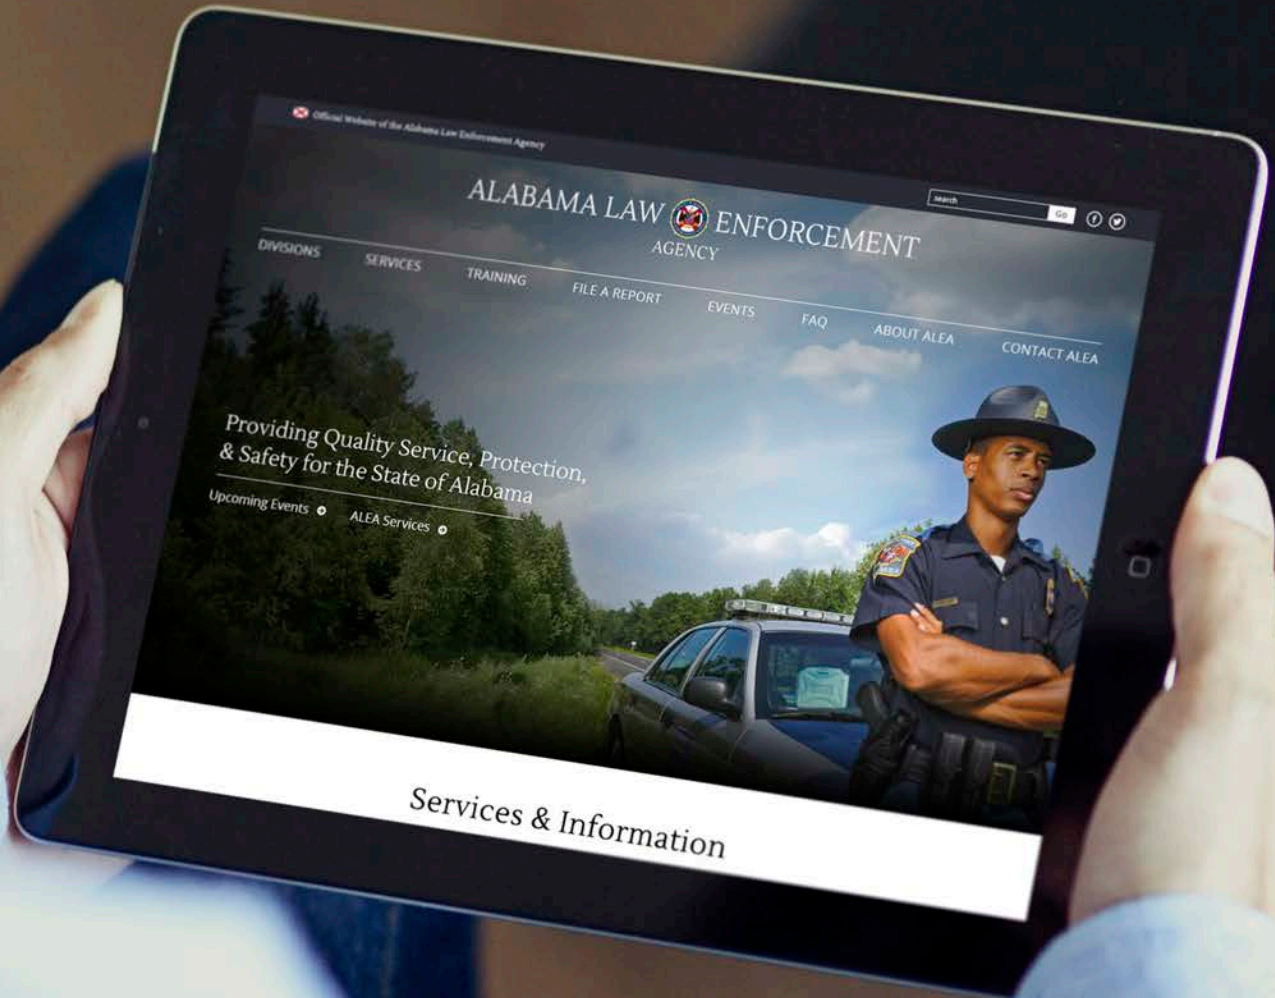 Official Website of the Alabama Law Enforcement Agency
search Go
ALABAMA LAW ENFORCEMENT
AGENCY
DIVISIONS SERVICES TRAINING FILE A REPORT EVENTS FAQ ABOUT ALEA CONTACT ALEA
Providing Quality Service, Protection,
& Safety for the State of Alabama
Upcoming Events ALEA Services
Services & Information